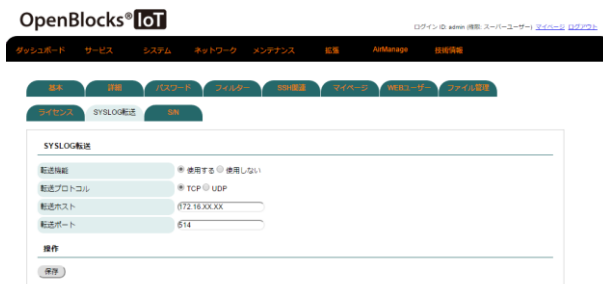 OpenBlocks® IoT
ログイン ID: admin (権限: スーパーユーザー) マイページ ログアウト
ダッシュボード サービス システム ネットワーク メンテナンス 拡張 AirManage 技術情報
基本 詳細 パスワード フィルター SSH関連 マイページ WEBユーザー ファイル管理
ライセンス SYSLOG転送 SIN
SYSLOG転送
転送機能 使用する 使用しない
転送プロトコル TCP UDP
転送ホスト 172.16.XX.XX
転送ポート 514
操作
保存